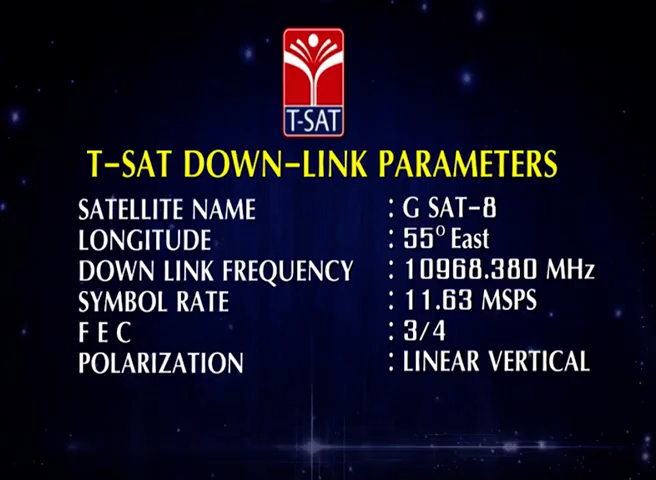 T-SAT
T-SAT DOWN-LINK PARAMETERS
SATELLITE NAME : G SAT-8
LONGITUDE : 55° East
DOWN LINK FREQUENCY : 10968.380 MHz
SYMBOL RATE : 11.63 MSPS
F E C : 3/4
POLARIZATION : LINEAR VERTICAL